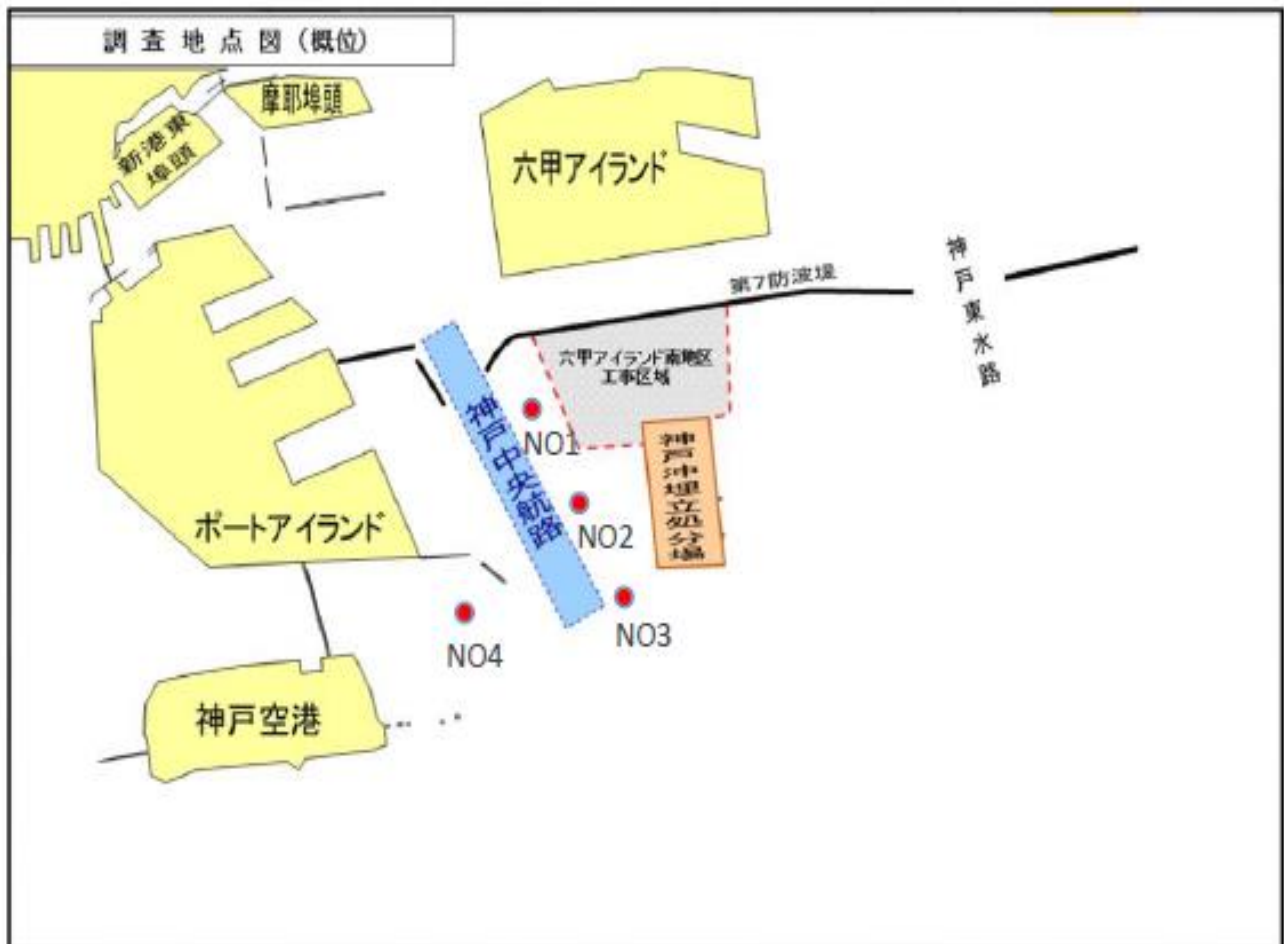 調査地点図(概位)
摩耶埠頭
新港東
埠頭
六甲アイランド
神戸東水路
第7防波堤
六甲アイランド南地区
工事区域
神戸中央航路
NO1
神戸沖埋立処分場
ポートアイランド
NO2
NO3
NO4
神戸空港